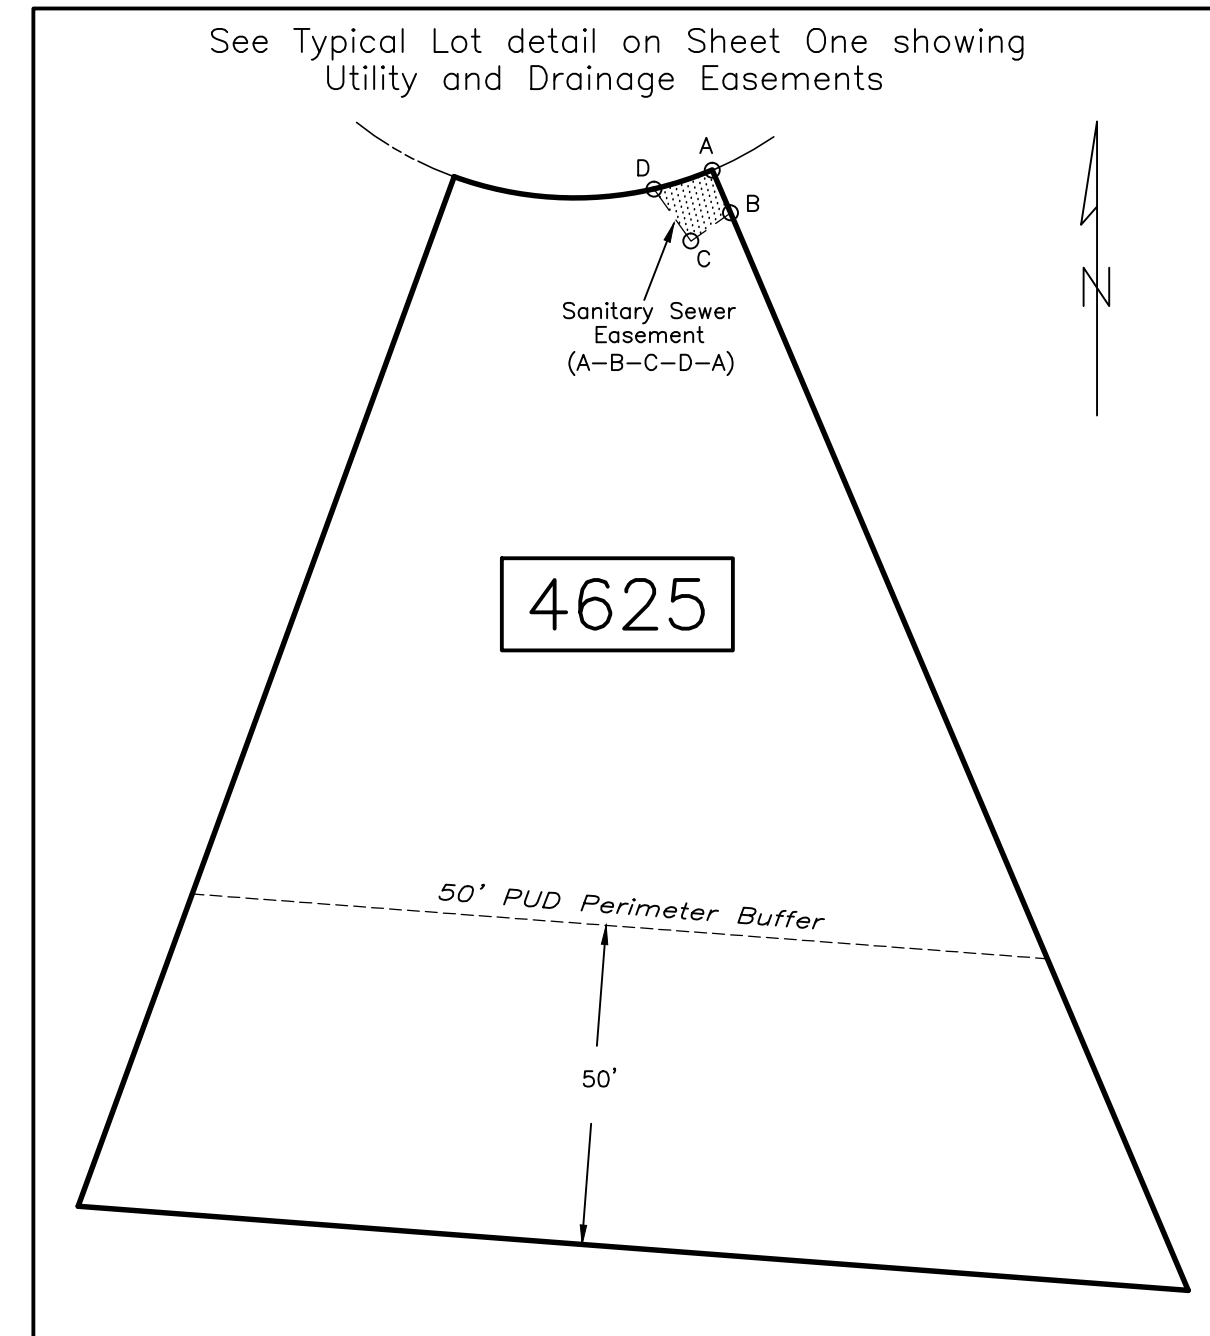 See Typical Lot detail on Sheet One showing
Utility and Drainage Easements
A
D
B
C
Sanitary Sewer
Easement
(A-B-C-D-A)
N
4625
50' PUD Perimeter Buffer
50'